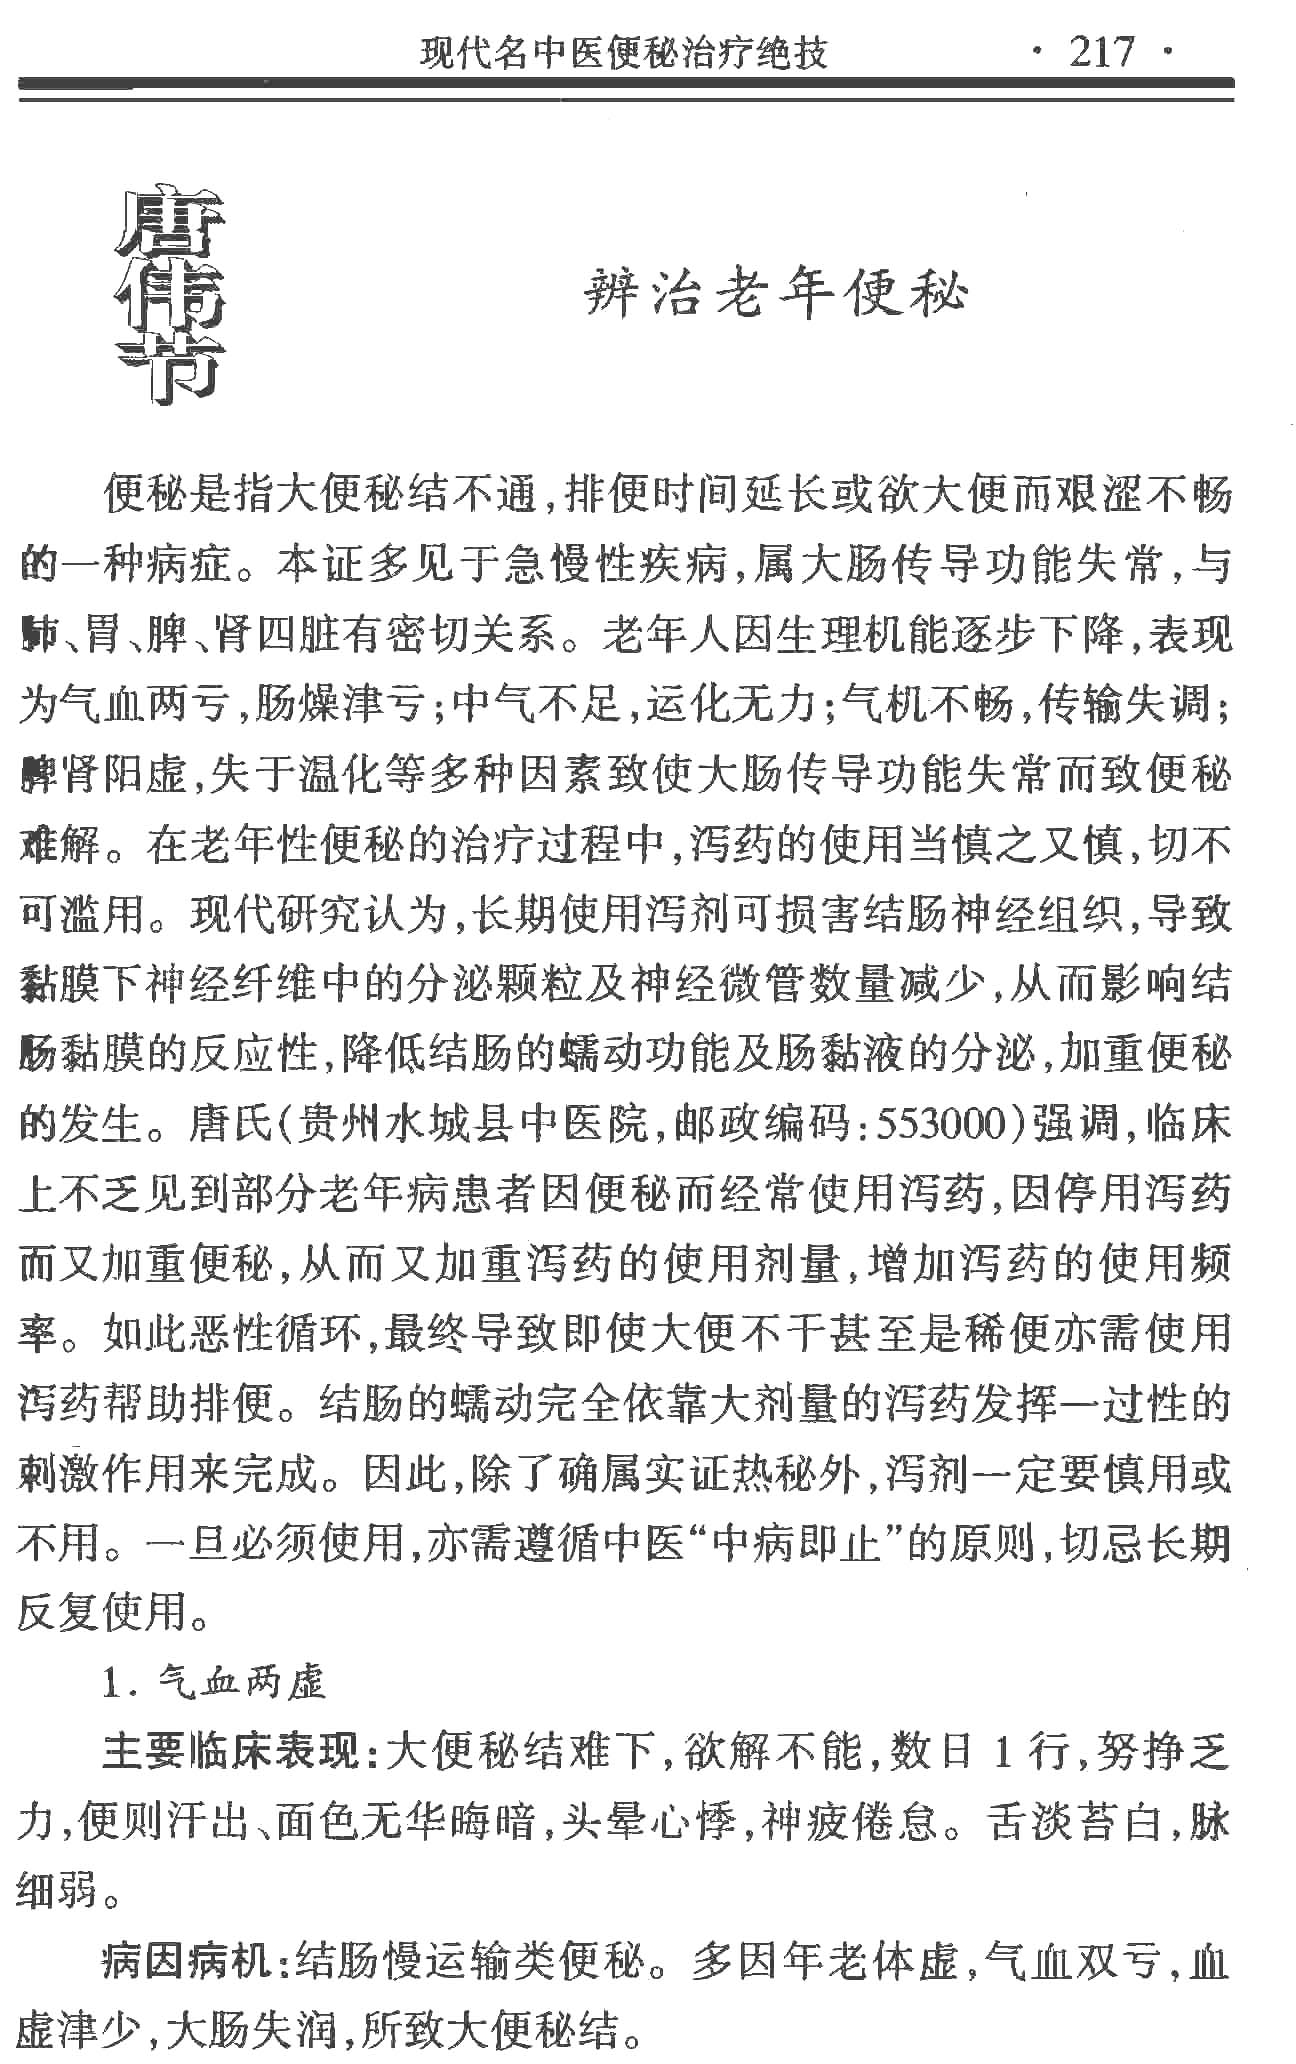 现代名中医便秘治疗绝技 · 217 ·
唐伟节
辨治老年便秘
便秘是指大便秘结不通,排便时间延长或欲大便而艰涩不畅
的一种病症。本证多见于急慢性疾病,属大肠传导功能失常,与
肺、胃、脾、肾四脏有密切关系。老年人因生理机能逐步下降,表现
为气血两亏,肠燥津亏;中气不足,运化无力;气机不畅,传输失调;
脾肾阳虚,失于温化等多种因素致使大肠传导功能失常而致便秘
难解。在老年性便秘的治疗过程中,泻药的使用当慎之又慎,切不
可滥用。现代研究认为,长期使用泻剂可损害结肠神经组织,导致
黏膜下神经纤维中的分泌颗粒及神经微管数量减少,从而影响结
肠黏膜的反应性,降低结肠的蠕动功能及肠黏液的分泌,加重便秘
的发生。唐氏(贵州水城县中医院,邮政编码:553000)强调,临床
上不乏见到部分老年病患者因便秘而经常使用泻药,因停用泻药
而又加重便秘,从而又加重泻药的使用剂量,增加泻药的使用频
率。如此恶性循环,最终导致即使大便不干甚至是稀便亦需使用
泻药帮助排便。结肠的蠕动完全依靠大剂量的泻药发挥一过性的
刺激作用来完成。因此,除了确属实证热秘外,泻剂一定要慎用或
不用。一旦必须使用,亦需遵循中医“中病即止”的原则,切忌长期
反复使用。
1. 气血两虚
主要临床表现:大便秘结难下,欲解不能,数日 1 行,努挣乏
力,便则汗出、面色无华晦暗,头晕心悸,神疲倦怠。舌淡苔白,脉
细弱。
病因病机:结肠慢运输类便秘。多因年老体虚,气血双亏,血
虚津少,大肠失润,所致大便秘结。